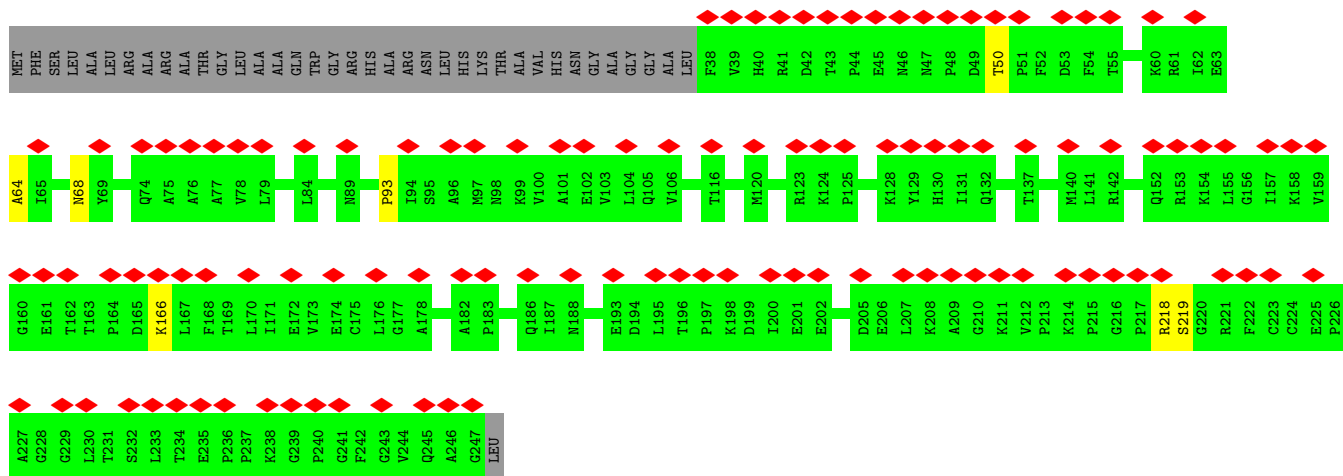 MET PHE SER LEU ALA LEU ARG ALA ARG ALA THR GLY LEU ALA ALA GLN TRP GLY ARG HIS ALA ARG ASN LEU HIS LYS THR ALA VAL HIS ASN GLY ALA GLY GLY ALA LEU F38 V39 H40 R41 D42 T43 P44 E45 N46 N47 P48 D49 T50 P51 F52 D53 F54 T55 K60 R61 I62 E63
A64 I65 N68 Y69 Q74 A75 A76 A77 V78 L79 L84 N89 P93 I94 S95 A96 M97 N98 K99 V100 A101 E102 V103 L104 Q105 V106 T116 M120 R123 K124 P125 K128 Y129 H130 I131 Q132 T137 M140 L141 R142 Q152 R153 K154 L155 G156 I157 K158 V159
G160 E161 T162 T163 P164 D165 K166 L167 F168 T169 L170 I171 E172 V173 E174 C175 L176 G177 A178 A182 P183 Q186 I187 N188 E193 D194 L195 T196 P197 K198 D199 I200 E201 E202 D205 E206 L207 K208 A209 G210 K211 V212 P213 K214 P215 G216 P217 R218 S219 G220 R221 F222 C223 C224 E225 P226
A227 G228 G229 L230 T231 S232 L233 T234 E235 P236 P237 K238 G239 P240 G241 F242 G243 V244 Q245 A246 G247 LEU